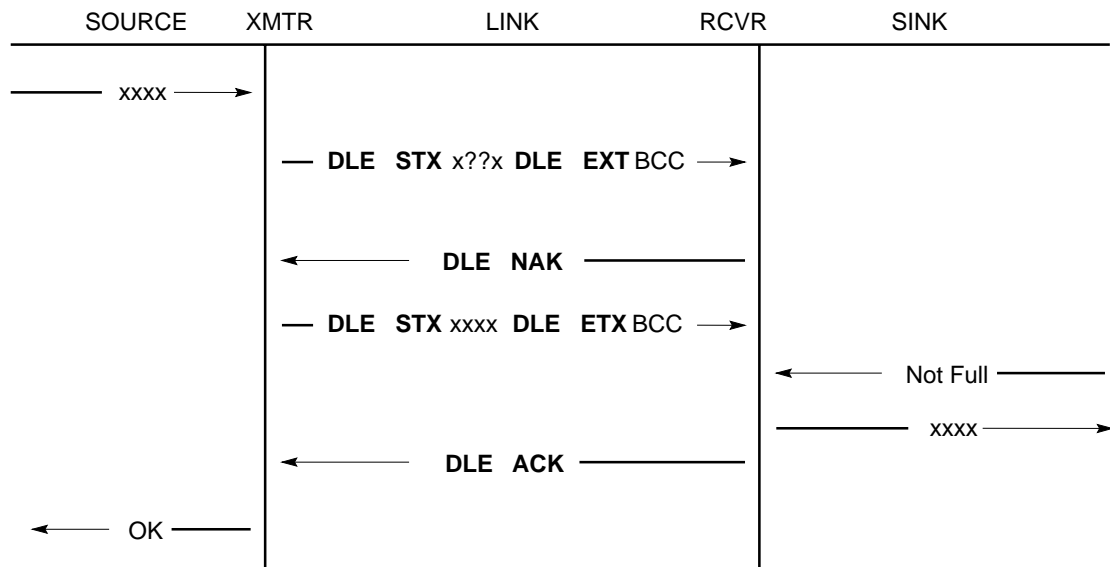 SOURCE XMTR LINK RCVR SINK
xxxx
DLE STX x??x DLE EXT BCC
DLE NAK
DLE STX xxxx DLE ETX BCC
Not Full
xxxx
DLE ACK
OK